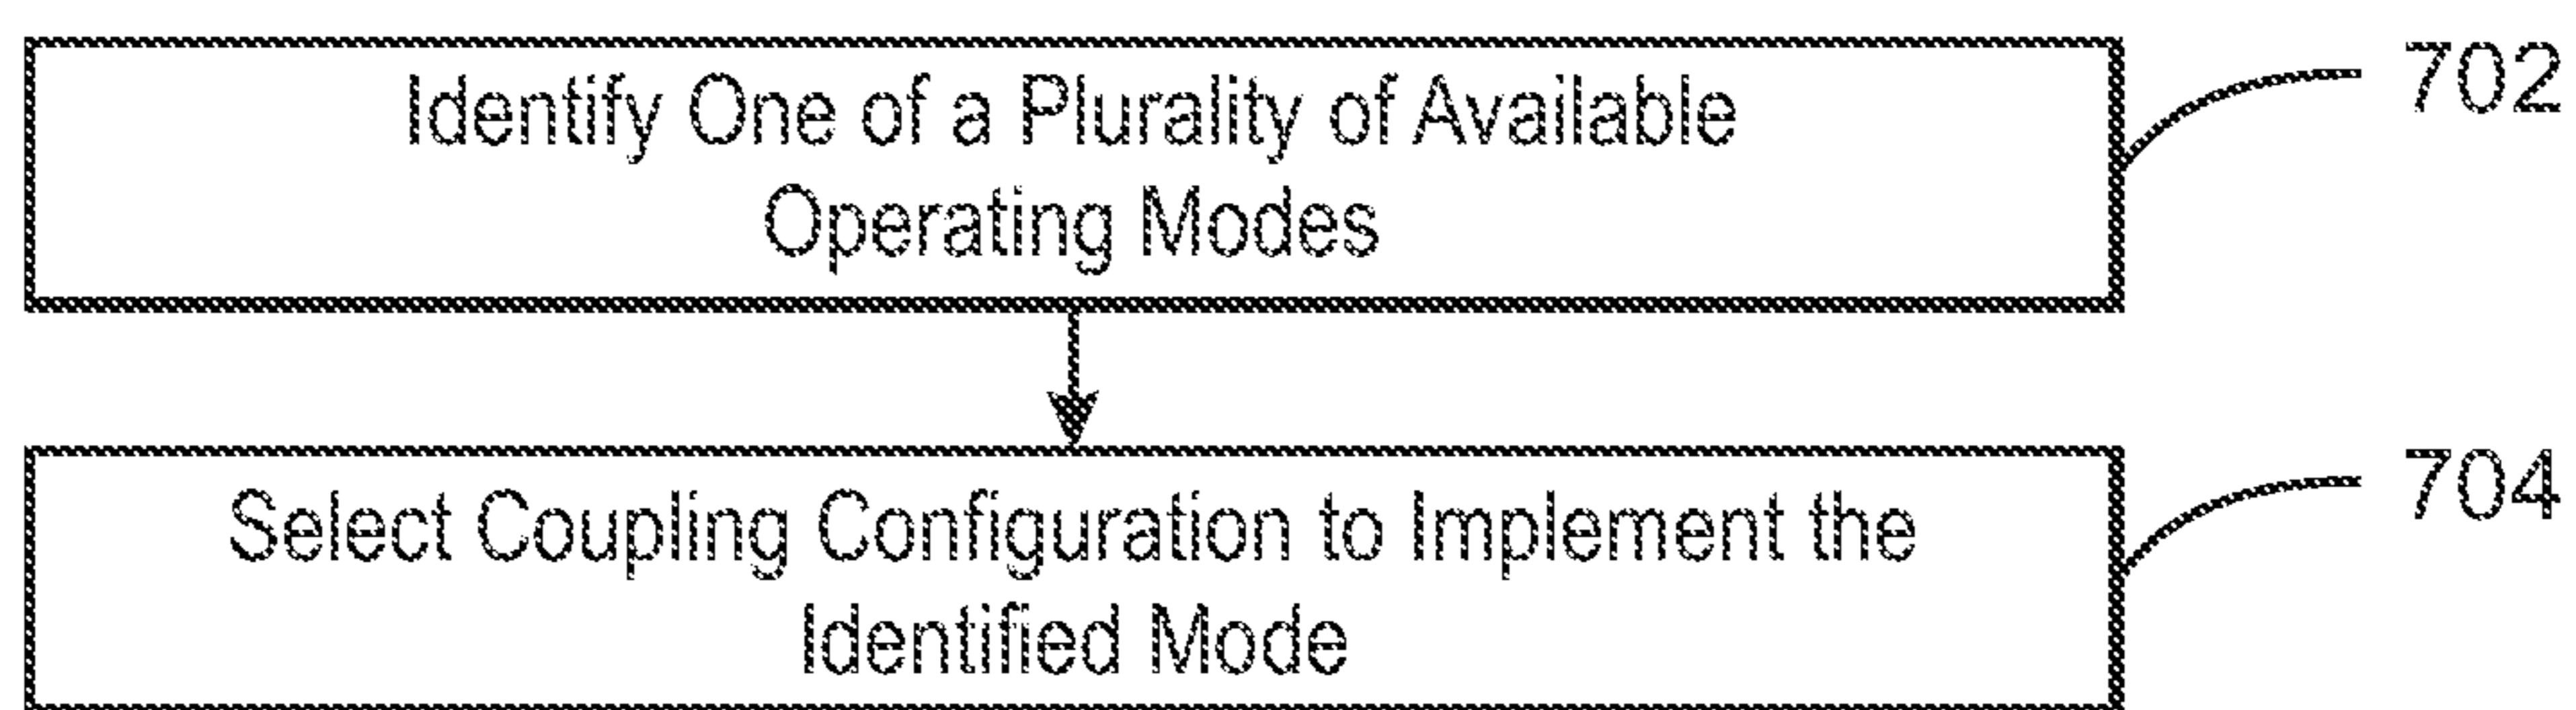 Identify One of a Plurality of Available
Operating Modes
702
Select Coupling Configuration to Implement the
Identified Mode
704